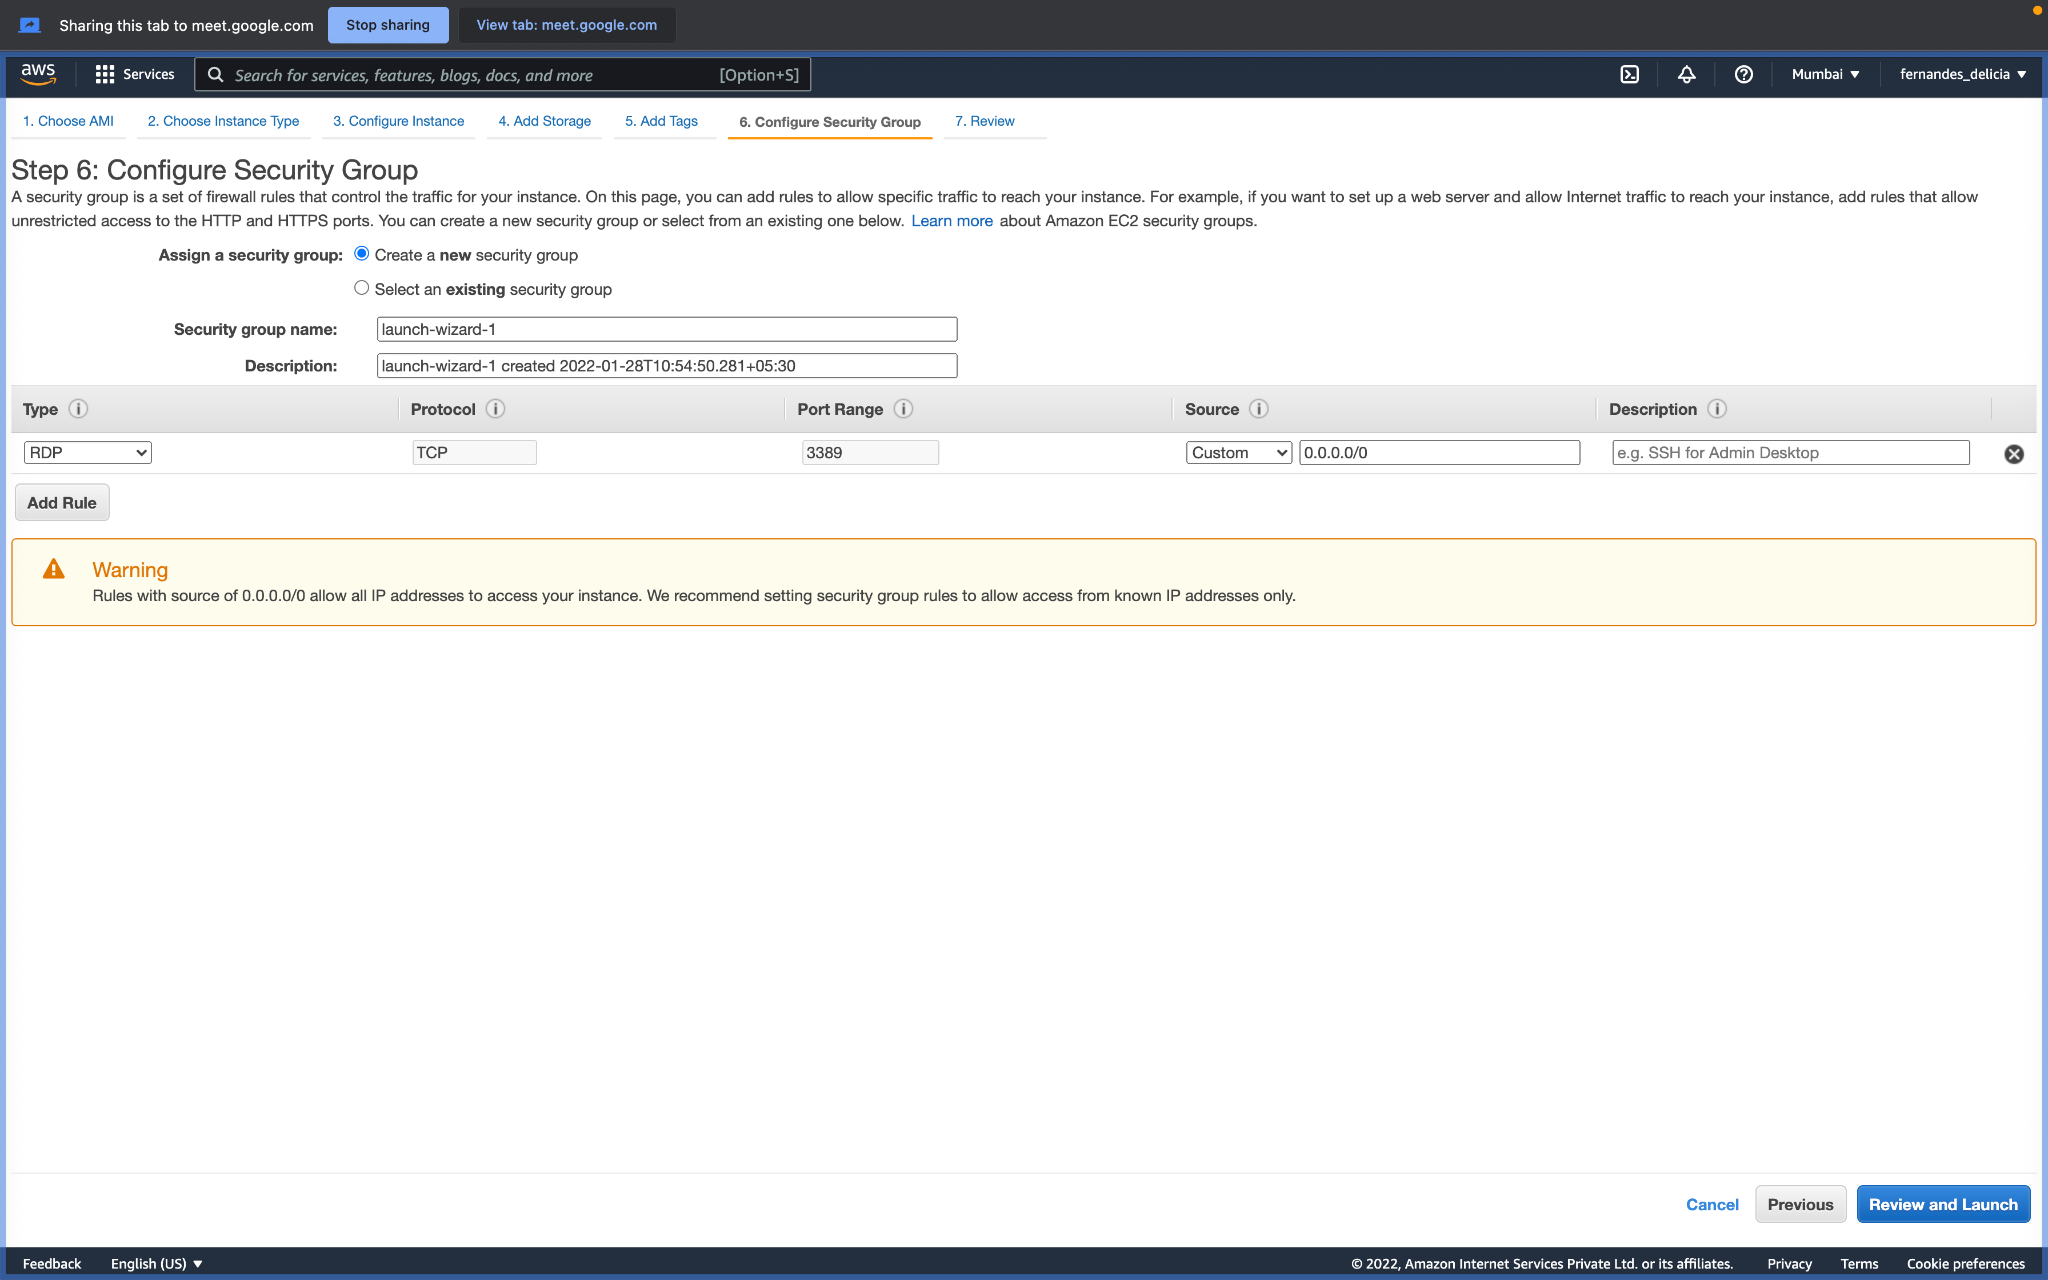 Sharing this tab to meet.google.com
Stop sharing
View tab: meet.google.com
aws
Services
Search for services, features, blogs, docs, and more
[Option+S]
Mumbai
fernandes_delicia
1. Choose AMI
2. Choose Instance Type
3. Configure Instance
4. Add Storage
5. Add Tags
6. Configure Security Group
7. Review
Step 6: Configure Security Group
A security group is a set of firewall rules that control the traffic for your instance. On this page, you can add rules to allow specific traffic to reach your instance. For example, if you want to set up a web server and allow Internet traffic to reach your instance, add rules that allow
unrestricted access to the HTTP and HTTPS ports. You can create a new security group or select from an existing one below. Learn more about Amazon EC2 security groups.
Assign a security group:
Create a new security group
Select an existing security group
Security group name:
launch-wizard-1
Description:
launch-wizard-1 created 2022-01-28T10:54:50.281+05:30
Type
Protocol
Port Range
Source
Description
RDP
TCP
3389
Custom
0.0.0.0/0
e.g. SSH for Admin Desktop
Add Rule
Warning
Rules with source of 0.0.0.0/0 allow all IP addresses to access your instance. We recommend setting security group rules to allow access from known IP addresses only.
Cancel
Previous
Review and Launch
Feedback
English (US)
© 2022, Amazon Internet Services Private Ltd. or its affiliates.
Privacy
Terms
Cookie preferences